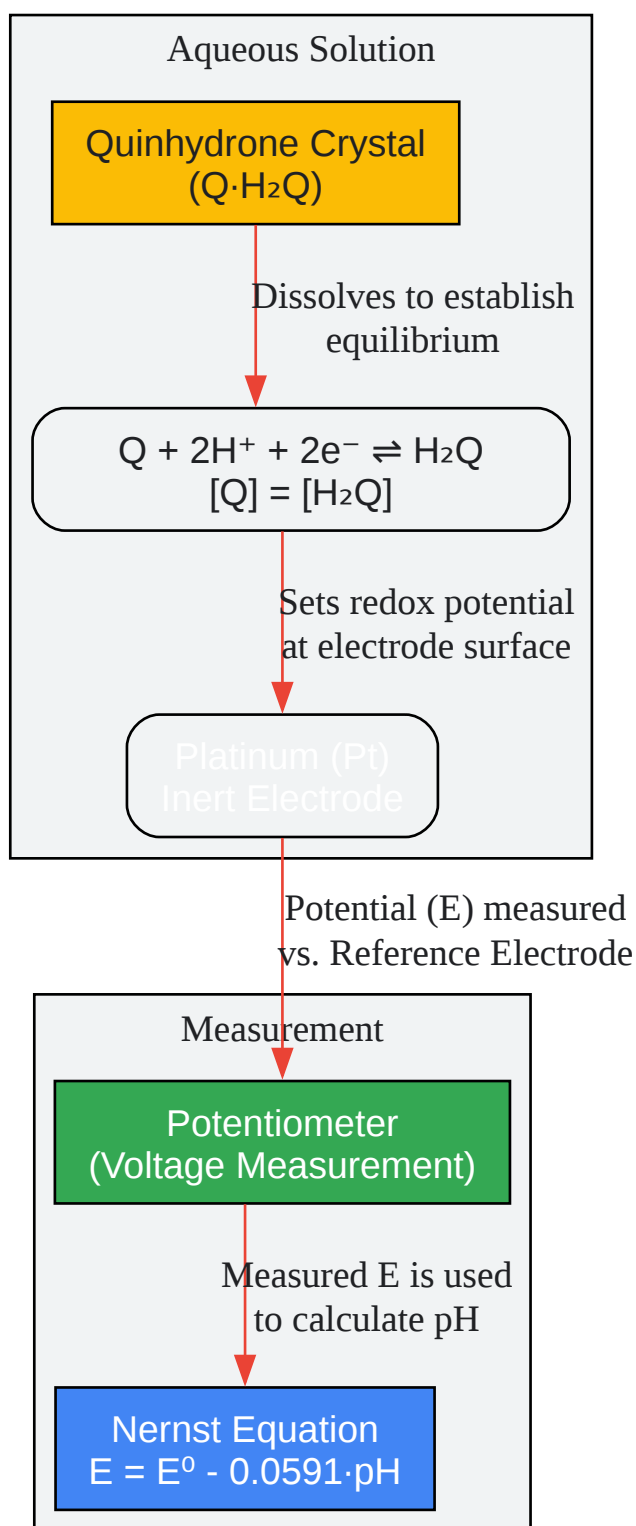 Aqueous Solution
Quinhydrone Crystal
(Q·H₂Q)
Dissolves to establish
equilibrium
Q + 2H⁺ + 2e⁻ ⇌ H₂Q
[Q] = [H₂Q]
Sets redox potential
at electrode surface
Platinum (Pt)
Inert Electrode
Potential (E) measured
vs. Reference Electrode
Measurement
Potentiometer
(Voltage Measurement)
Measured E is used
to calculate pH
Nernst Equation
E = E⁰ - 0.0591·pH